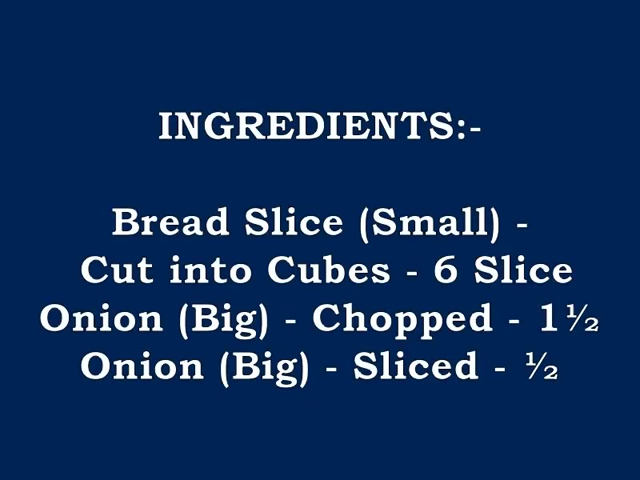 INGREDIENTS:-
Bread Slice (Small) -
Cut into Cubes - 6 Slice
Onion (Big) - Chopped - 1½
Onion (Big) - Sliced - ½